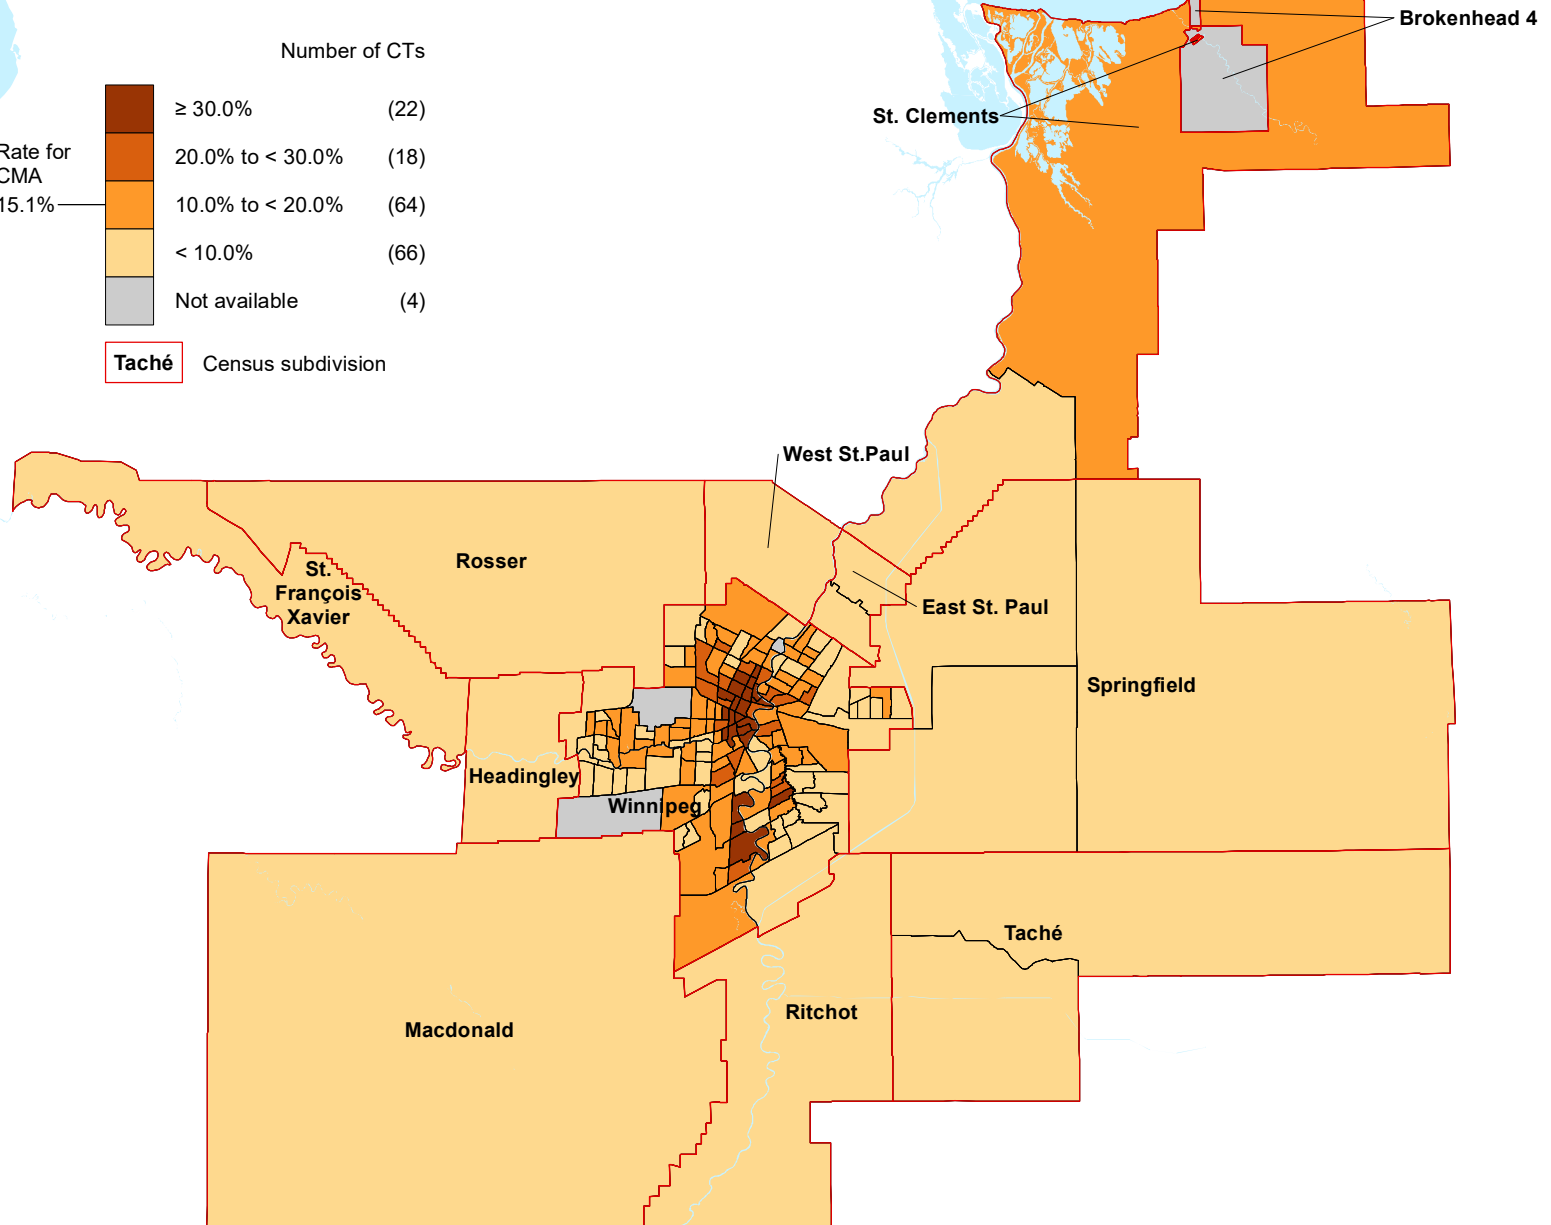 Number of CTs
≥ 30.0% (22)
20.0% to < 30.0% (18)
Rate for
CMA
15.1%
10.0% to < 20.0% (64)
< 10.0% (66)
Not available (4)
Taché Census subdivision
Brokenhead 4
St. Clements
West St.Paul
Rosser
St.
François
Xavier
East St. Paul
Springfield
Headingley
Winnipeg
Taché
Ritchot
Macdonald